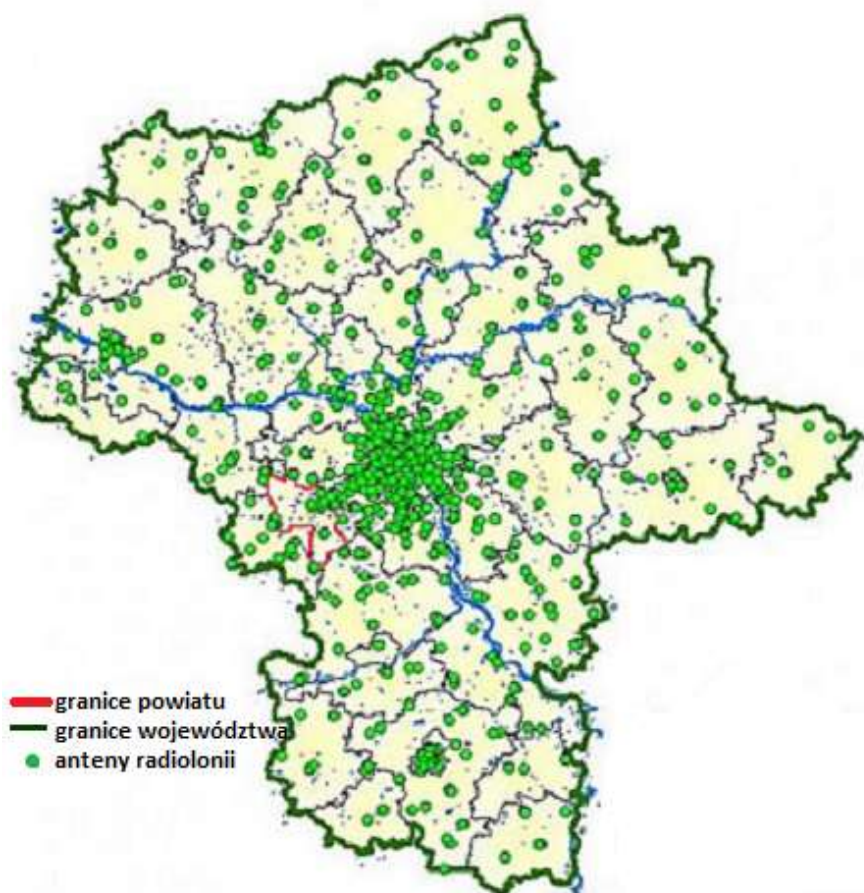 granice powiatu
granice województwa
anteny radiolonii